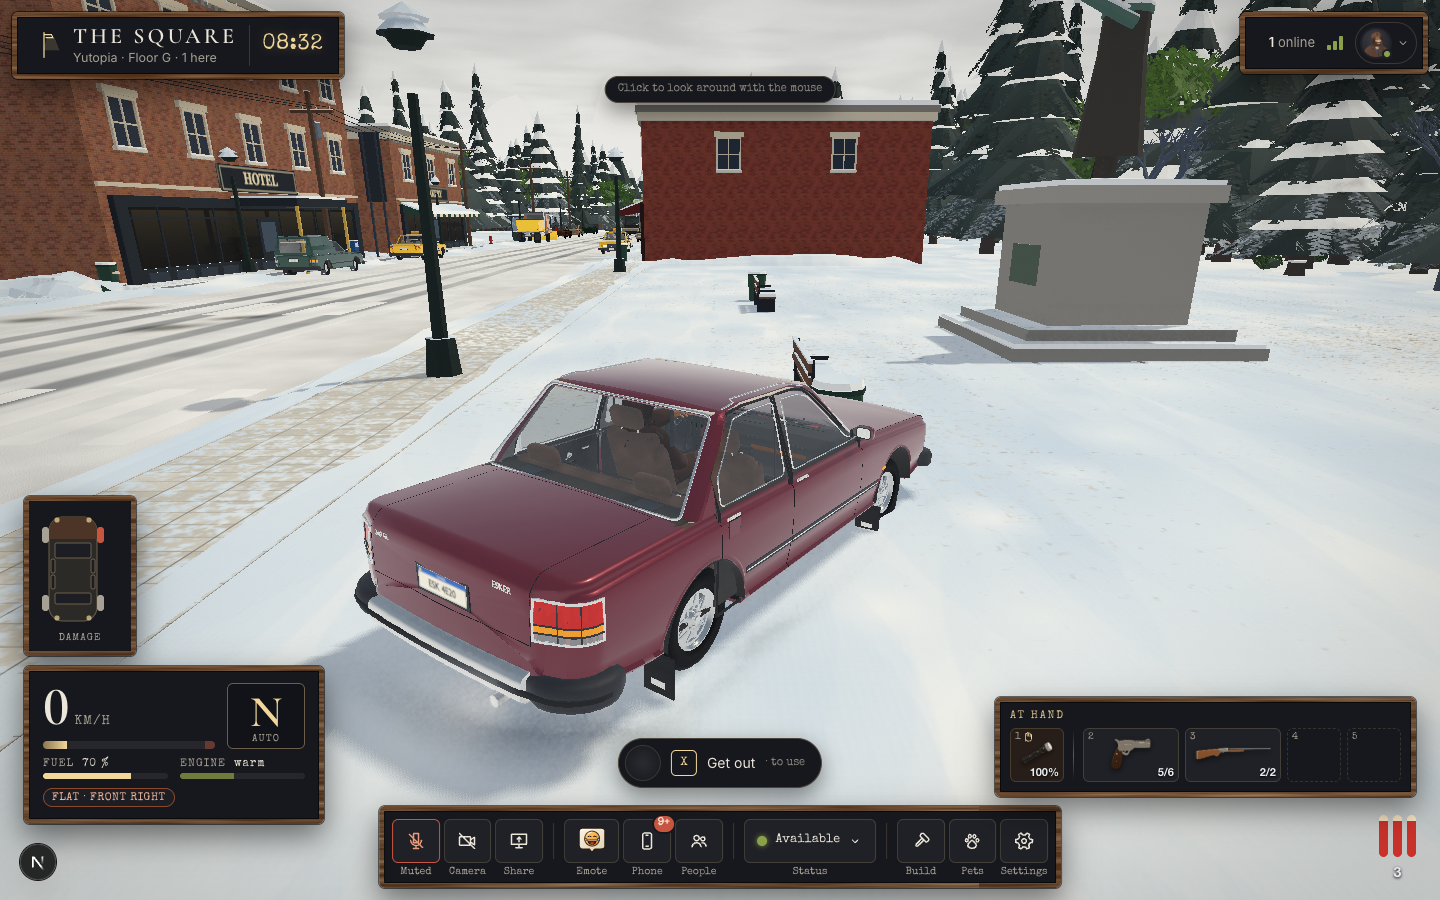 THE SQUARE
Yutopia · Floor G · 1 here
08:32
1 online
Click to look around with the mouse
HOTEL
ESKER
DAMAGE
0 KM/H
N
AUTO
FUEL 70 %
ENGINE warm
FLAT · FRONT RIGHT
X Get out · to use
AT HAND
1
100%
2
5/6
3
2/2
4
5
Muted
Camera
Share
Emote
9+
Phone
People
Available
Status
Build
Pets
Settings
3
N